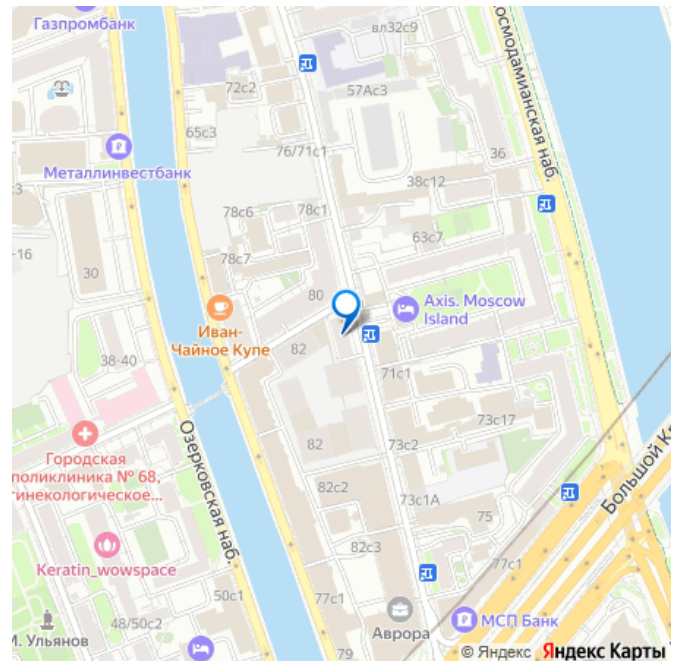 Газпромбанк
вл32с9
72с2
57Ас3
65с3
Космодамианская наб.
76/71с1
36
Металлинвестбанк
38с12
78с6
78с1
63с7
-16
30
78с7
80
Axis. Moscow
Island
Иван-
Чайное Купе
82
38-40
71с1
73с17
Городская
поликлиника № 68,
гинекологическое...
Озерковская наб.
82
73с2
82с2
73с1А
75
Большой
82с3
77с1
Keratin_wowspace
50с1
77с1
48/50с2
МСП Банк
М. Ульянов
Аврора
79
© Яндекс Яндекс Карты